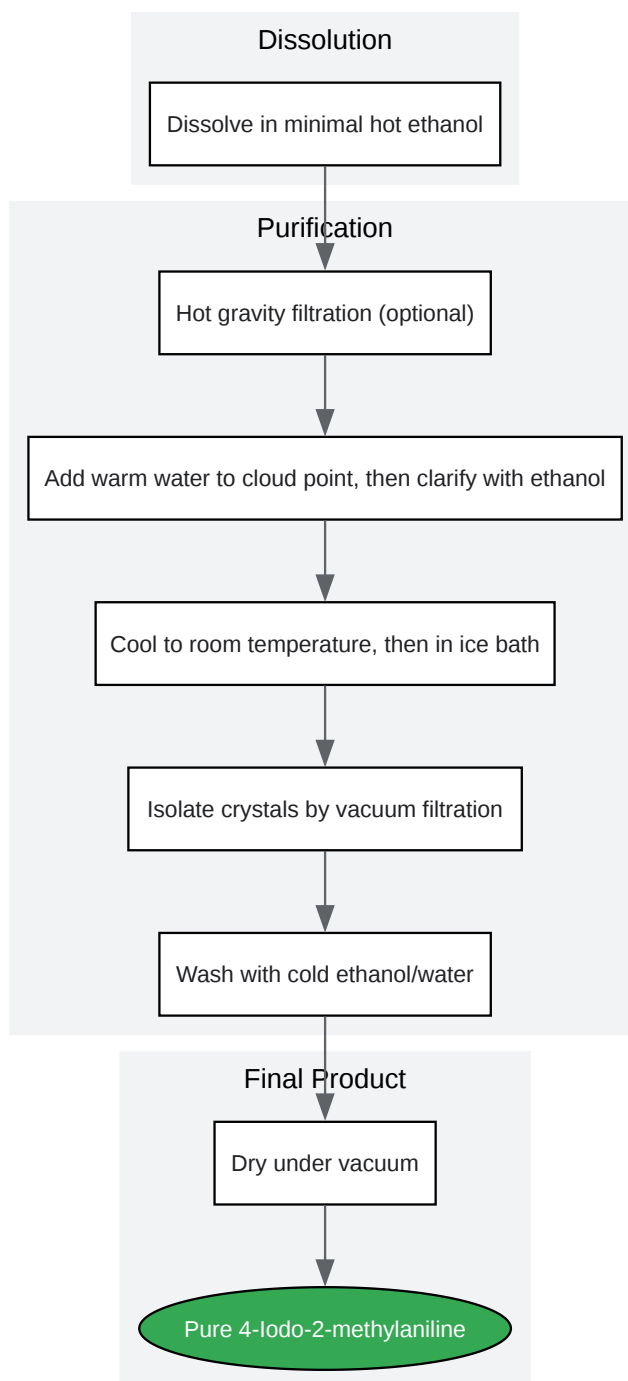 Dissolution
Dissolve in minimal hot ethanol
Purification
Hot gravity filtration (optional)
Add warm water to cloud point, then clarify with ethanol
Cool to room temperature, then in ice bath
Isolate crystals by vacuum filtration
Wash with cold ethanol/water
Final Product
Dry under vacuum
Pure 4-Iodo-2-methylaniline